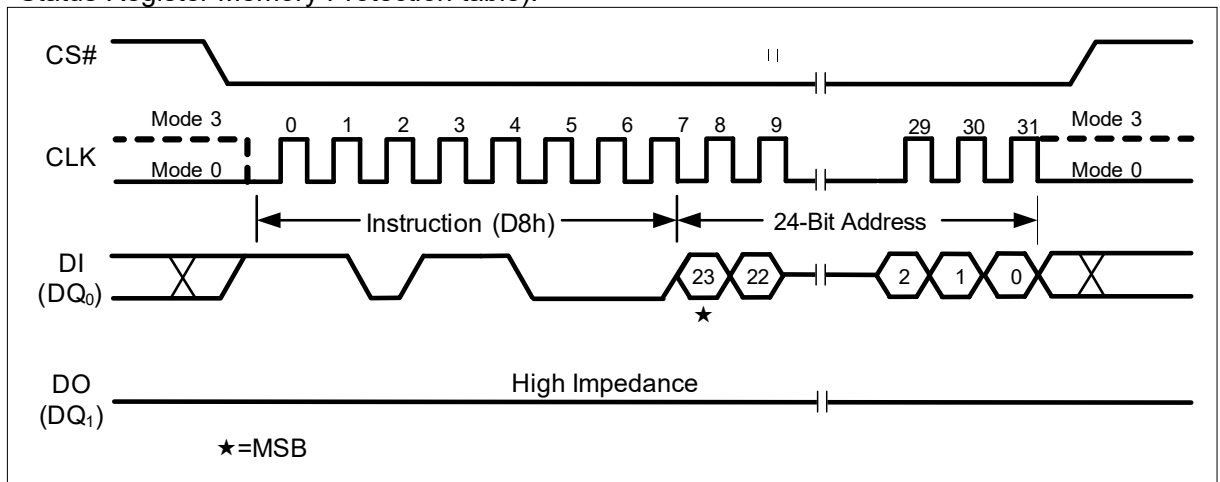 Status Register Memory Protection table).
CS#
Mode 3 0 1 2 3 4 5 6 7 8 9 29 30 31 Mode 3
CLK
Mode 0 Mode 0
Instruction (D8h) 24-Bit Address
DI
(DQ0) 23 22 2 1 0
★
DO High Impedance
(DQ1)
★=MSB